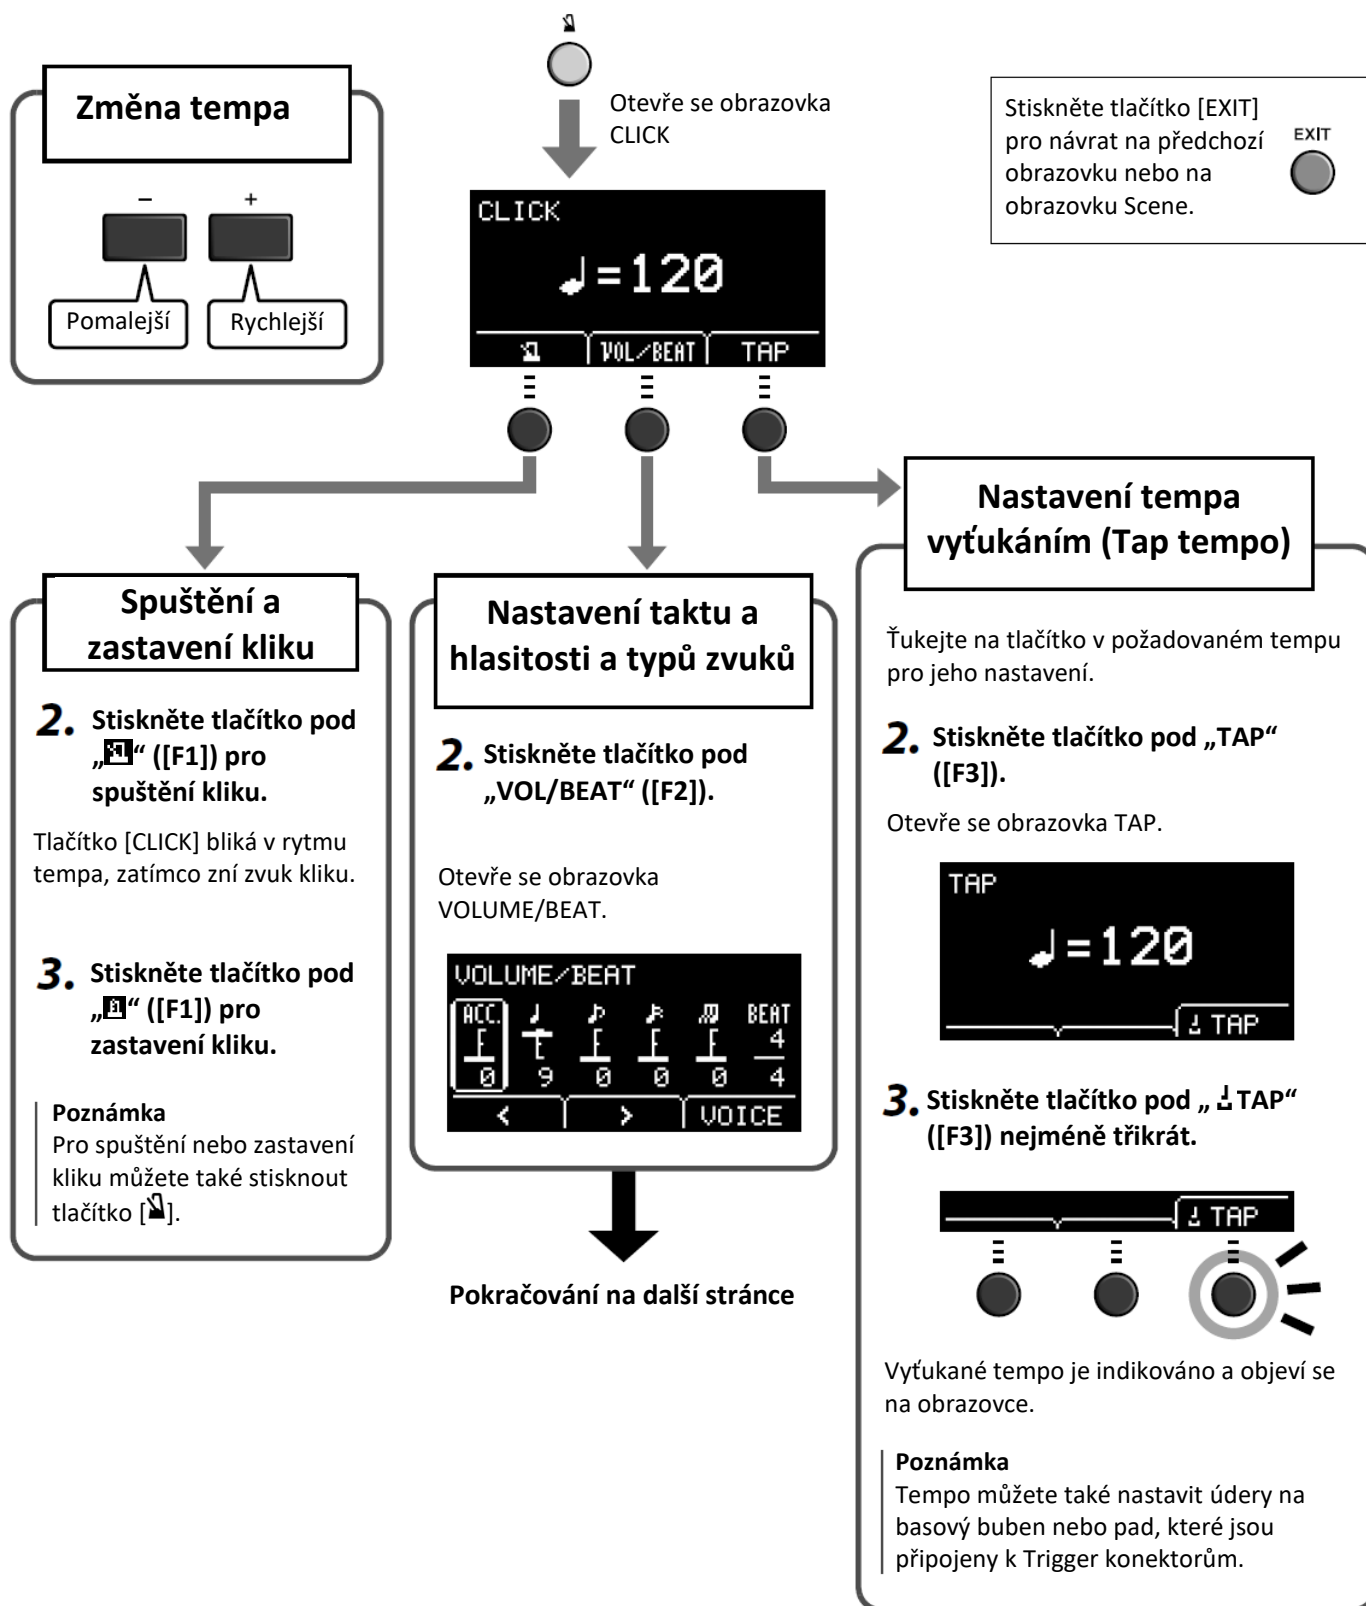 Změna tempa
–
+
Pomalejší
Rychlejší
Otevře se obrazovka
CLICK
Stiskněte tlačítko [EXIT]
pro návrat na předchozí
obrazovku nebo na
obrazovku Scene.
EXIT
CLICK
=120
VOL/BEAT
TAP
Spuštění a
zastavení kliku
2. Stiskněte tlačítko pod
„“ ([F1]) pro
spuštění kliku.
Tlačítko [CLICK] bliká v rytmu
tempa, zatímco zní zvuk kliku.
3. Stiskněte tlačítko pod
„“ ([F1]) pro
zastavení kliku.
Poznámka
Pro spuštění nebo zastavení
kliku můžete také stisknout
tlačítko [].
Nastavení taktu a
hlasitosti a typů zvuků
2. Stiskněte tlačítko pod
„VOL/BEAT“ ([F2]).
Otevře se obrazovka
VOLUME/BEAT.
VOLUME/BEAT
ACC. BEAT
4
0 9 0 0 0 4
< > VOICE
Pokračování na další stránce
Nastavení tempa
vyťukáním (Tap tempo)
Ťukejte na tlačítko v požadovaném tempu
pro jeho nastavení.
2. Stiskněte tlačítko pod „TAP“
([F3]).
Otevře se obrazovka TAP.
TAP
=120
TAP
3. Stiskněte tlačítko pod „ TAP“
([F3]) nejméně třikrát.
TAP
Vyťukané tempo je indikováno a objeví se
na obrazovce.
Poznámka
Tempo můžete také nastavit údery na
basový buben nebo pad, které jsou
připojeny k Trigger konektorům.